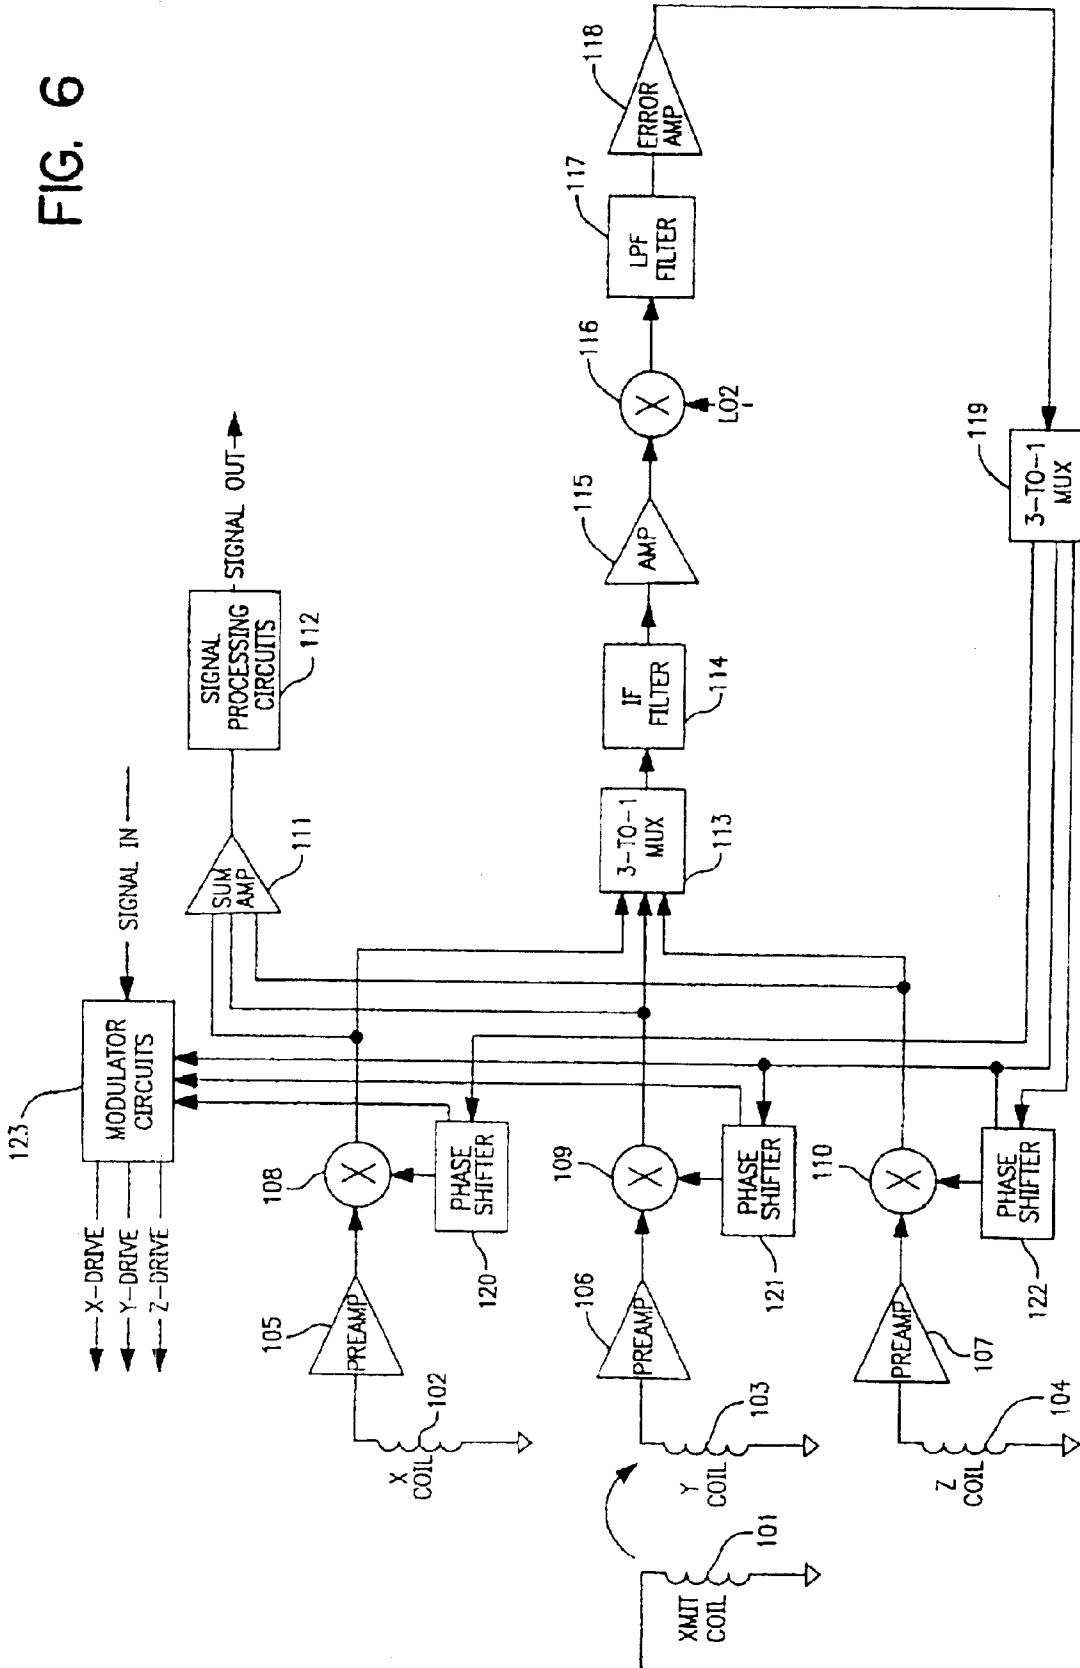 FIG. 6
123
MODULATOR
CIRCUITS
SIGNAL IN
X-DRIVE
Y-DRIVE
Z-DRIVE
SUM
AMP
111
SIGNAL
PROCESSING
CIRCUITS
112
SIGNAL OUT
X
COIL
102
105
PREAMP
108
X
PHASE
SHIFTER
120
XMIT
COIL
101
Y
COIL
103
106
PREAMP
109
X
PHASE
SHIFTER
121
3-TO-1
MUX
113
IF
FILTER
114
AMP
115
116
X
LO2
LPF
FILTER
117
ERROR
AMP
118
Z
COIL
104
PREAMP
107
110
X
PHASE
SHIFTER
122
119
3-TO-1
MUX